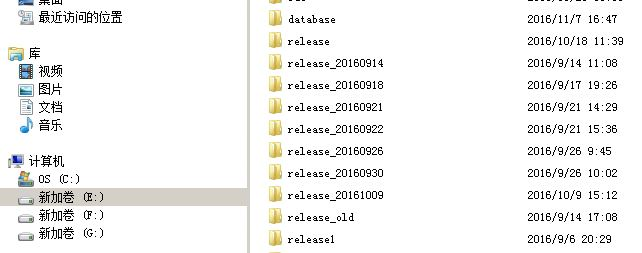 最近访问的位置
库
视频
图片
文档
音乐
计算机
OS (C:)
新加卷 (E:)
新加卷 (F:)
新加卷 (G:)
database 2016/11/7 16:47
release 2016/10/18 11:39
release_20160914 2016/9/14 11:08
release_20160918 2016/9/17 19:26
release_20160921 2016/9/21 14:29
release_20160922 2016/9/21 15:36
release_20160926 2016/9/26 9:45
release_20160930 2016/9/26 10:02
release_20161009 2016/10/9 15:12
release_old 2016/9/14 17:08
release1 2016/9/6 20:29